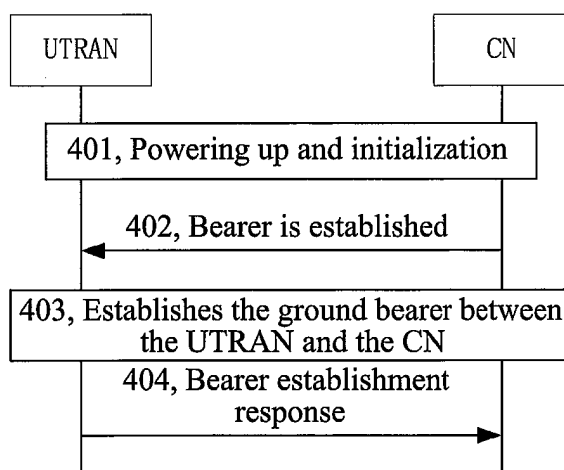 UTRAN
CN
401, Powering up and initialization
402, Bearer is established
403, Establishes the ground bearer between
the UTRAN and the CN
404, Bearer establishment
response